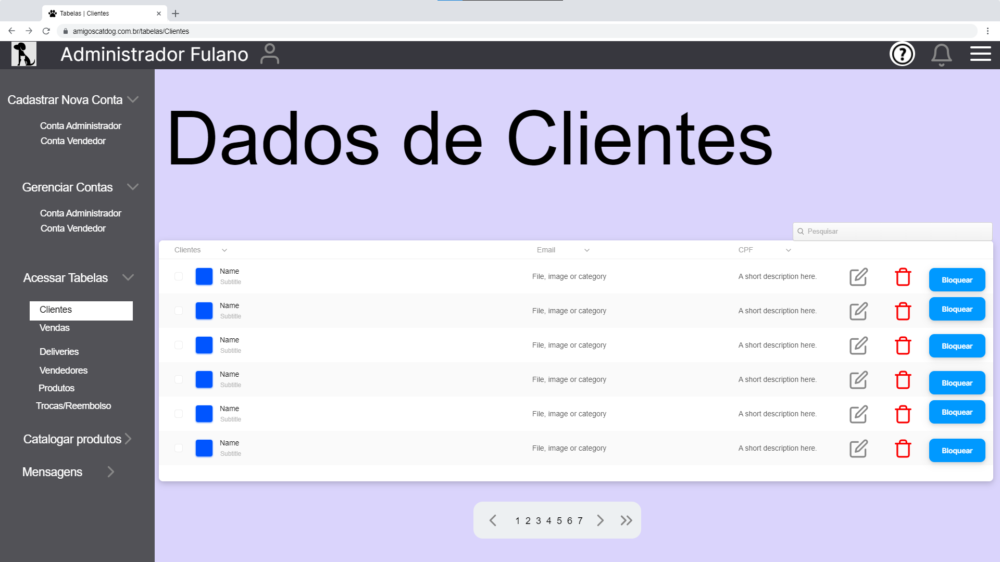 Tabelas | Clientes
amigoscatdog.com.br/tabelas/Clientes
Administrador Fulano
?
Cadastrar Nova Conta
Conta Administrador
Conta Vendedor
Gerenciar Contas
Conta Administrador
Conta Vendedor
Acessar Tabelas
Clientes
Vendas
Deliveries
Vendedores
Produtos
Trocas/Reembolso
Catalogar produtos
Mensagens
Dados de Clientes
Pesquisar
Clientes Email CPF
Name
Subtitle
File, image or category A short description here. Bloquear
Name
Subtitle
File, image or category A short description here. Bloquear
Name
Subtitle
File, image or category A short description here. Bloquear
Name
Subtitle
File, image or category A short description here. Bloquear
Name
Subtitle
File, image or category A short description here. Bloquear
Name
Subtitle
File, image or category A short description here. Bloquear
1 2 3 4 5 6 7